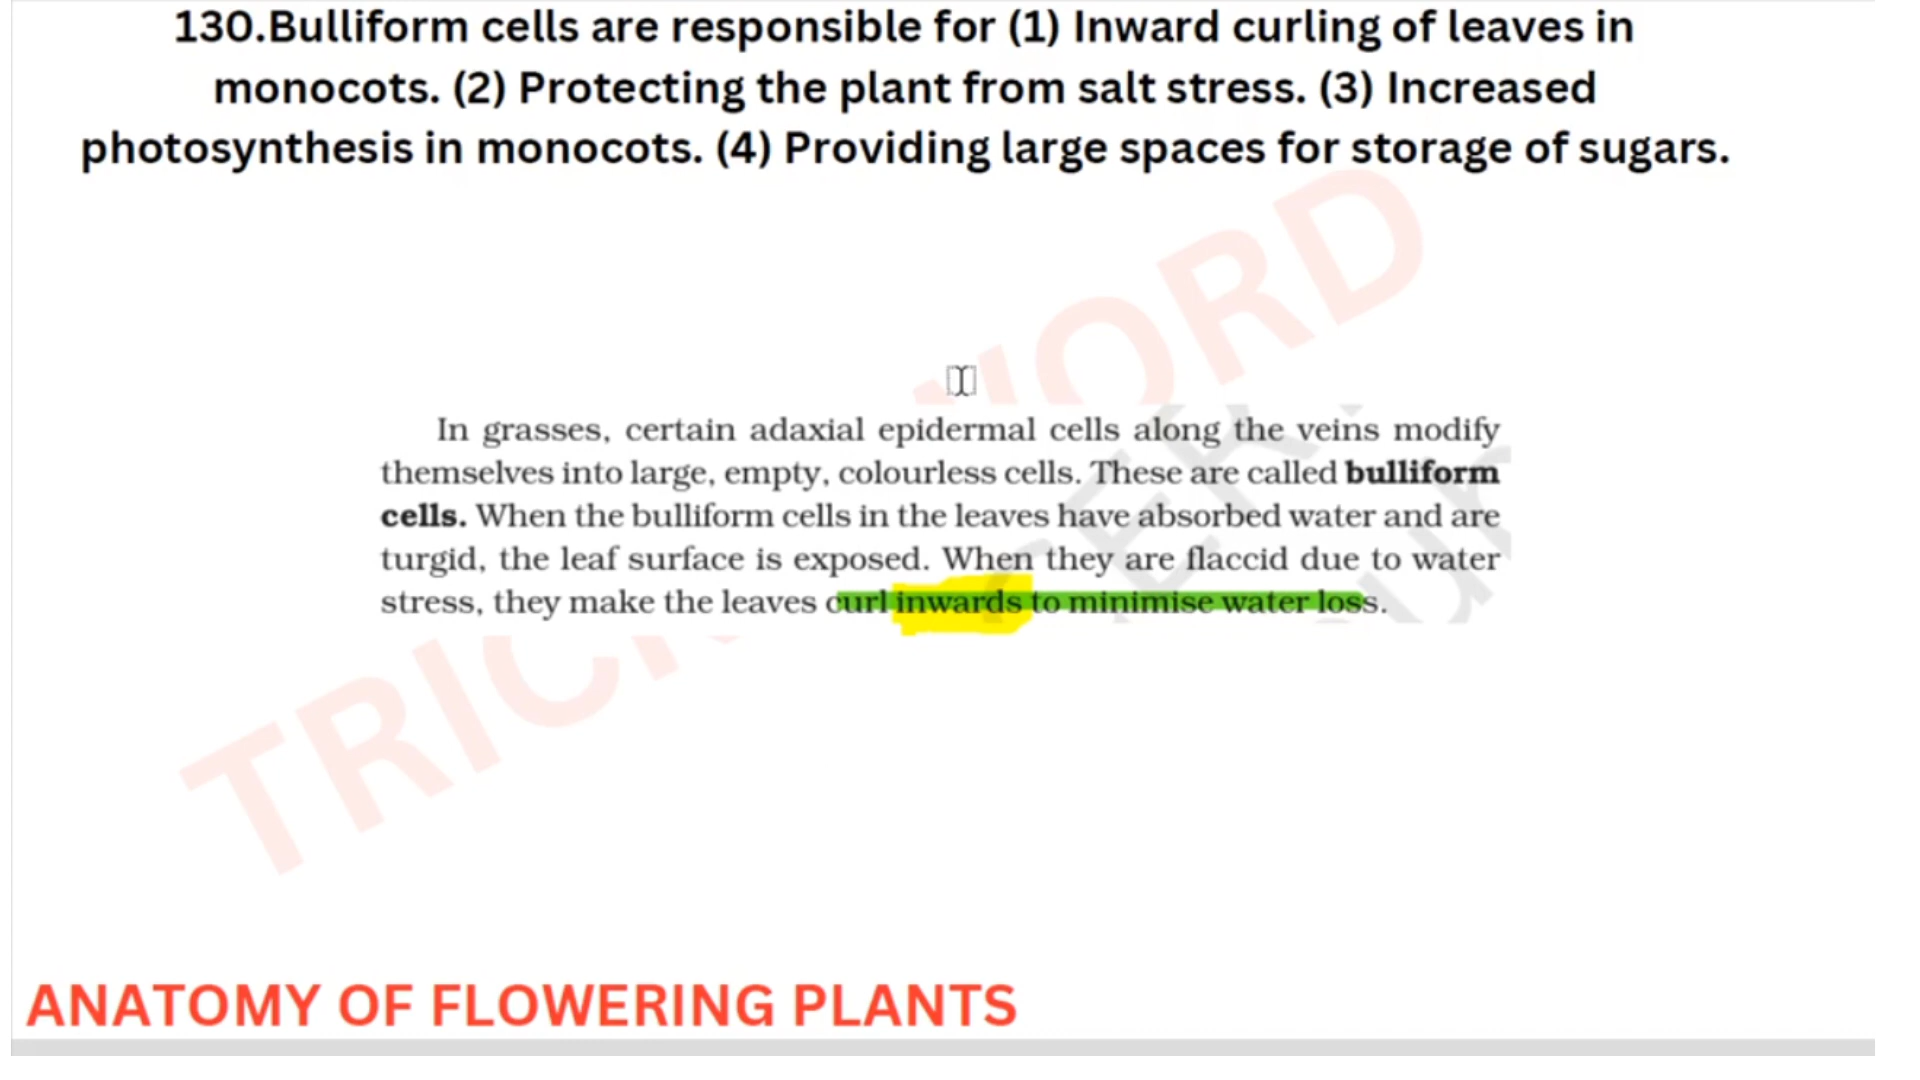 130.Bulliform cells are responsible for (1) Inward curling of leaves in
monocots. (2) Protecting the plant from salt stress. (3) Increased
photosynthesis in monocots. (4) Providing large spaces for storage of sugars.
In grasses, certain adaxial epidermal cells along the veins modify
themselves into large, empty, colourless cells. These are called bulliform
cells. When the bulliform cells in the leaves have absorbed water and are
turgid, the leaf surface is exposed. When they are flaccid due to water
stress, they make the leaves curl inwards to minimise water loss.
ANATOMY OF FLOWERING PLANTS